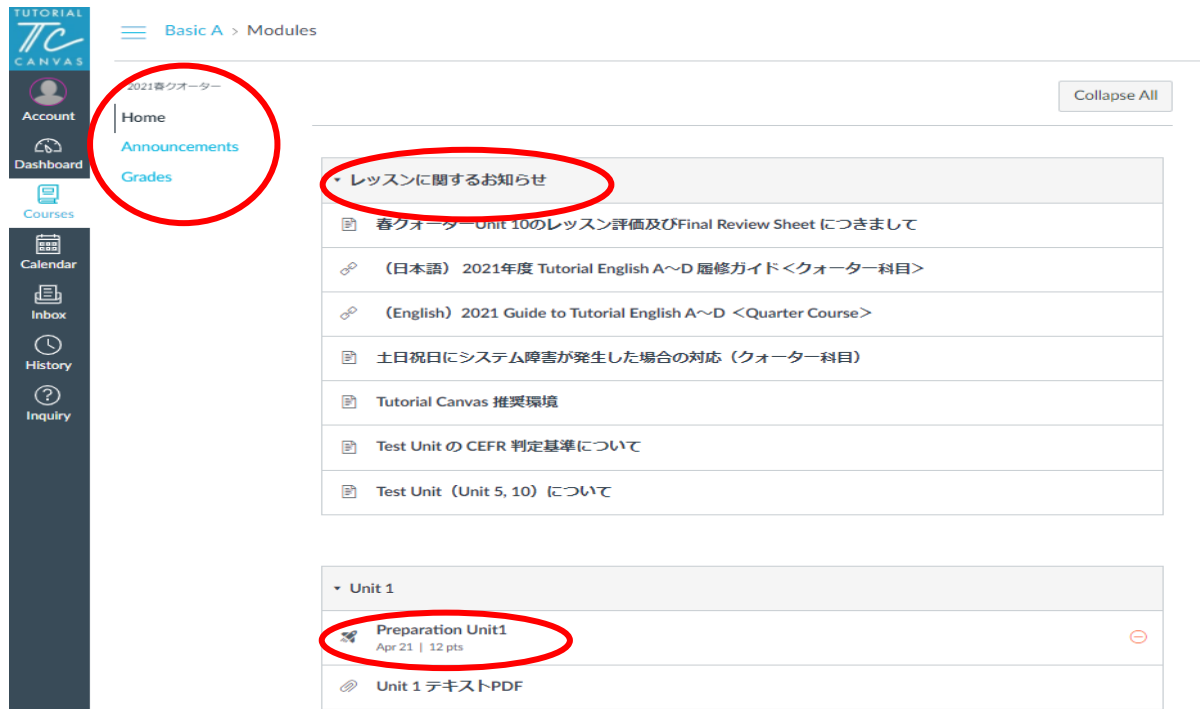 TUTORIAL
TC
CANVAS
Account
Dashboard
Courses
Calendar
Inbox
History
Inquiry
Basic A > Modules
2021春クオーター
Home
Announcements
Grades
Collapse All
レッスンに関するお知らせ
春クォーターUnit 10のレッスン評価及びFinal Review Sheet につきまして
（日本語） 2021年度 Tutorial English A～D 履修ガイド＜クォーター科目＞
（English）2021 Guide to Tutorial English A～D ＜Quarter Course＞
土日祝日にシステム障害が発生した場合の対応（クォーター科目）
Tutorial Canvas 推奨環境
Test Unit の CEFR 判定基準について
Test Unit（Unit 5, 10）について
Unit 1
Preparation Unit1
Apr 21 | 12 pts
Unit 1 テキストPDF